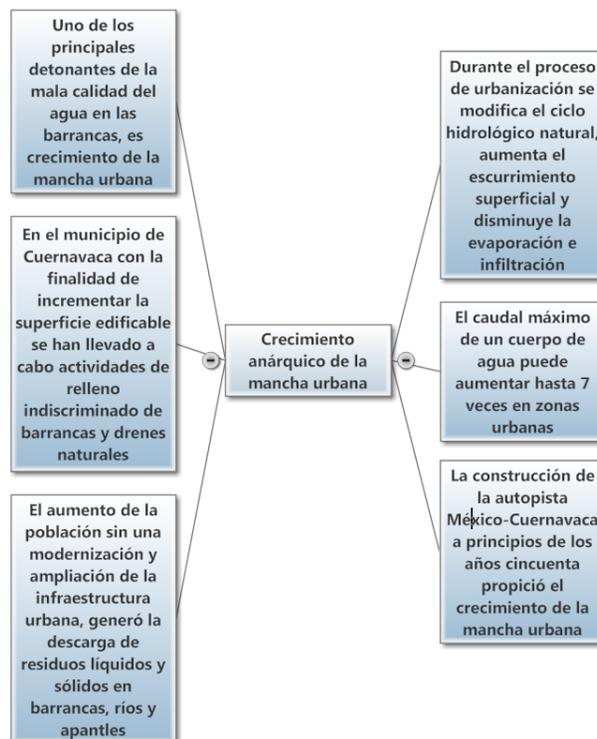 Uno de los
principales
detonantes de la
mala calidad del
agua en las
barrancas, es
crecimiento de la
mancha urbana
En el municipio de
Cuernavaca con la
finalidad de
incrementar la
superficie edificable
se han llevado a
cabo actividades de
relleno
indiscriminado de
barrancas y drenes
naturales
El aumento de la
población sin una
modernización y
ampliación de la
infraestructura
urbana, generó la
descarga de
residuos líquidos y
sólidos en
barrancas, ríos y
apantles
Crecimiento
anárquico de la
mancha urbana
Durante el proceso
de urbanización se
modifica el ciclo
hidrológico natural,
aumenta el
escurrimiento
superficial y
disminuye la
evaporación e
infiltración
El caudal máximo
de un cuerpo de
agua puede
aumentar hasta 7
veces en zonas
urbanas
La construcción de
la autopista
México-Cuernavaca
a principios de los
años cincuenta
propició el
crecimiento de la
mancha urbana